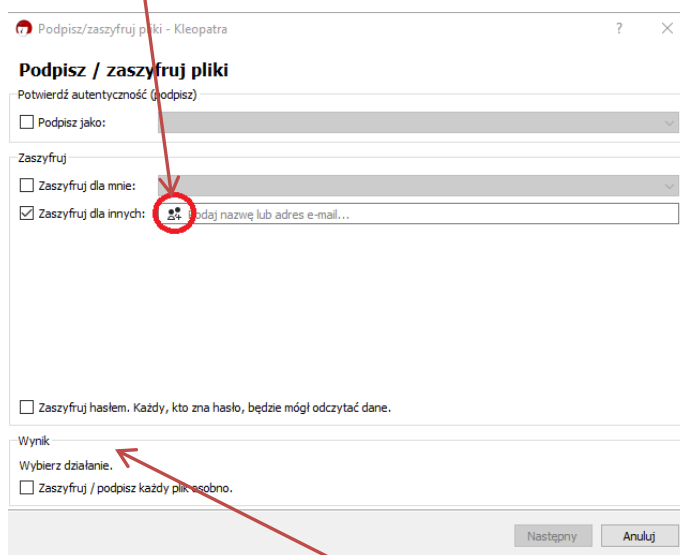 Podpisz/zaszyfruj pliki - Kleopatra
Podpisz / zaszyfruj pliki
Potwierdź autentyczność (podpisz)
Podpisz jako:
Zaszyfruj
Zaszyfruj dla mnie:
Zaszyfruj dla innych: Podaj nazwę lub adres e-mail...
Zaszyfruj hasłem. Każdy, kto zna hasło, będzie mógł odczytać dane.
Wynik
Wybierz działanie.
Zaszyfruj / podpisz każdy plik osobno.
Następny Anuluj